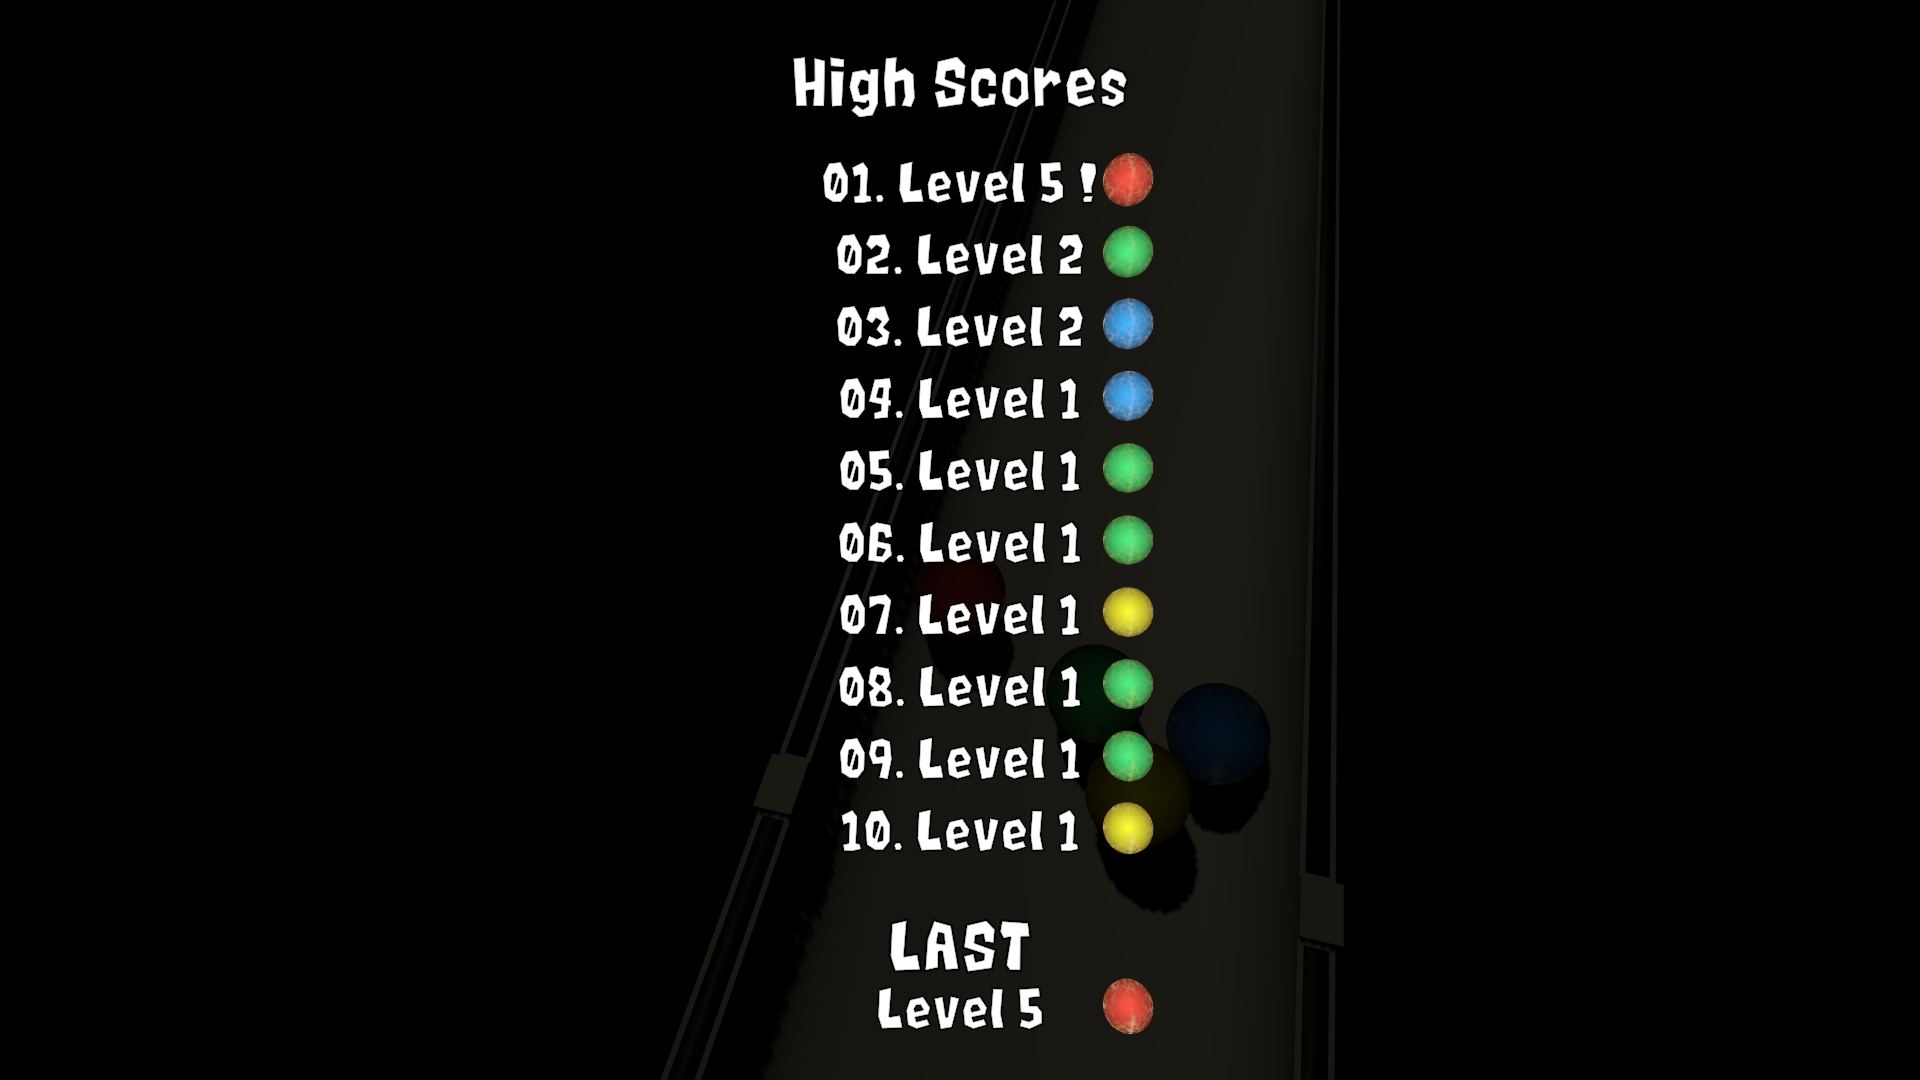 High Scores
01. Level 5 !
02. Level 2
03. Level 2
04. Level 1
05. Level 1
06. Level 1
07. Level 1
08. Level 1
09. Level 1
10. Level 1
LAST
Level 5